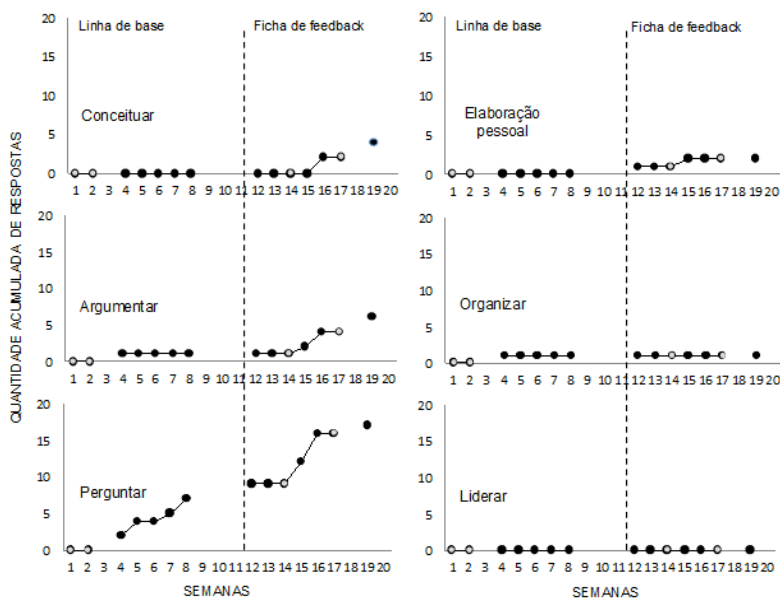 QUANTIDADE ACUMULADA DE RESPOSTAS
20
15
10
5
0
Linha de base
Ficha de feedback
Conceituar
1 2 3 4 5 6 7 8 9 10 11 12 13 14 15 16 17 18 19 20
20
15
10
5
0
Linha de base
Ficha de feedback
Elaboração
pessoal
1 2 3 4 5 6 7 8 9 10 11 12 13 14 15 16 17 18 19 20
20
15
10
5
0
Argumentar
1 2 3 4 5 6 7 8 9 10 11 12 13 14 15 16 17 18 19 20
20
15
10
5
0
Organizar
1 2 3 4 5 6 7 8 9 10 11 12 13 14 15 16 17 18 19 20
20
15
10
5
0
Perguntar
1 2 3 4 5 6 7 8 9 10 11 12 13 14 15 16 17 18 19 20
SEMANAS
20
15
10
5
0
Liderar
1 2 3 4 5 6 7 8 9 10 11 12 13 14 15 16 17 18 19 20
SEMANAS